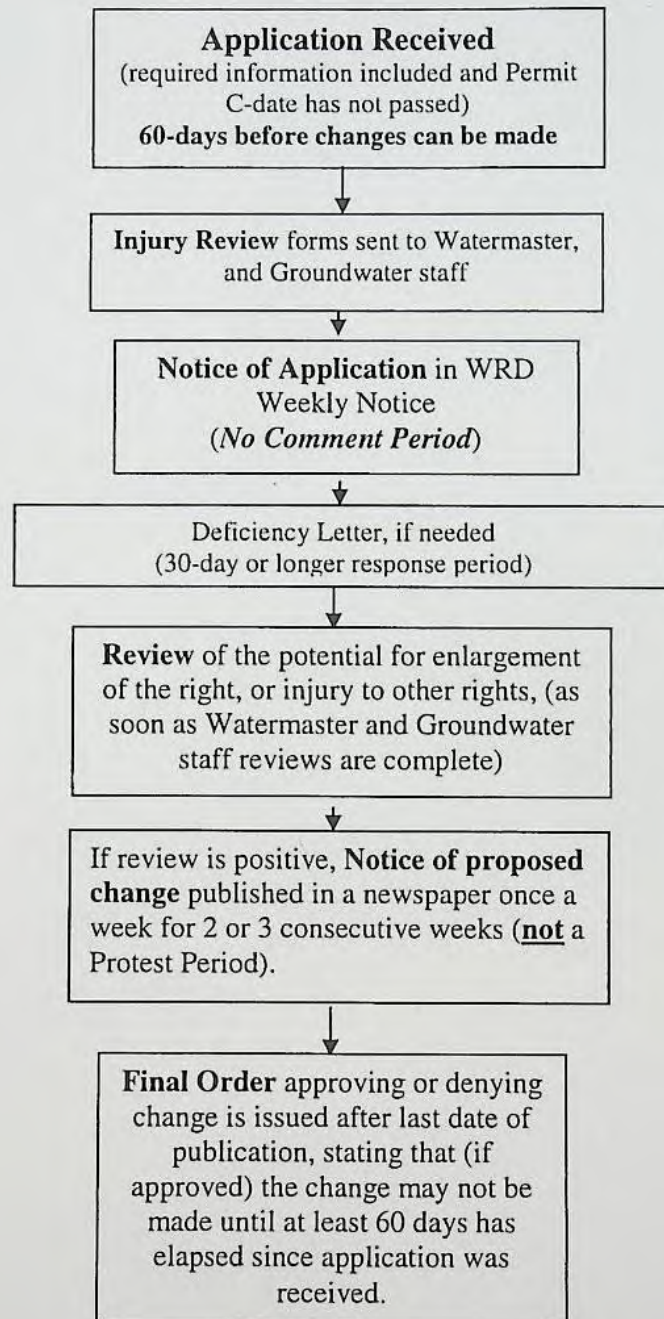 Application Received
(required information included and Permit
C-date has not passed)
60-days before changes can be made
Injury Review forms sent to Watermaster,
and Groundwater staff
Notice of Application in WRD
Weekly Notice
(No Comment Period)
Deficiency Letter, if needed
(30-day or longer response period)
Review of the potential for enlargement
of the right, or injury to other rights, (as
soon as Watermaster and Groundwater
staff reviews are complete)
If review is positive, Notice of proposed
change published in a newspaper once a
week for 2 or 3 consecutive weeks (not a
Protest Period).
Final Order approving or denying
change is issued after last date of
publication, stating that (if
approved) the change may not be
made until at least 60 days has
elapsed since application was
received.